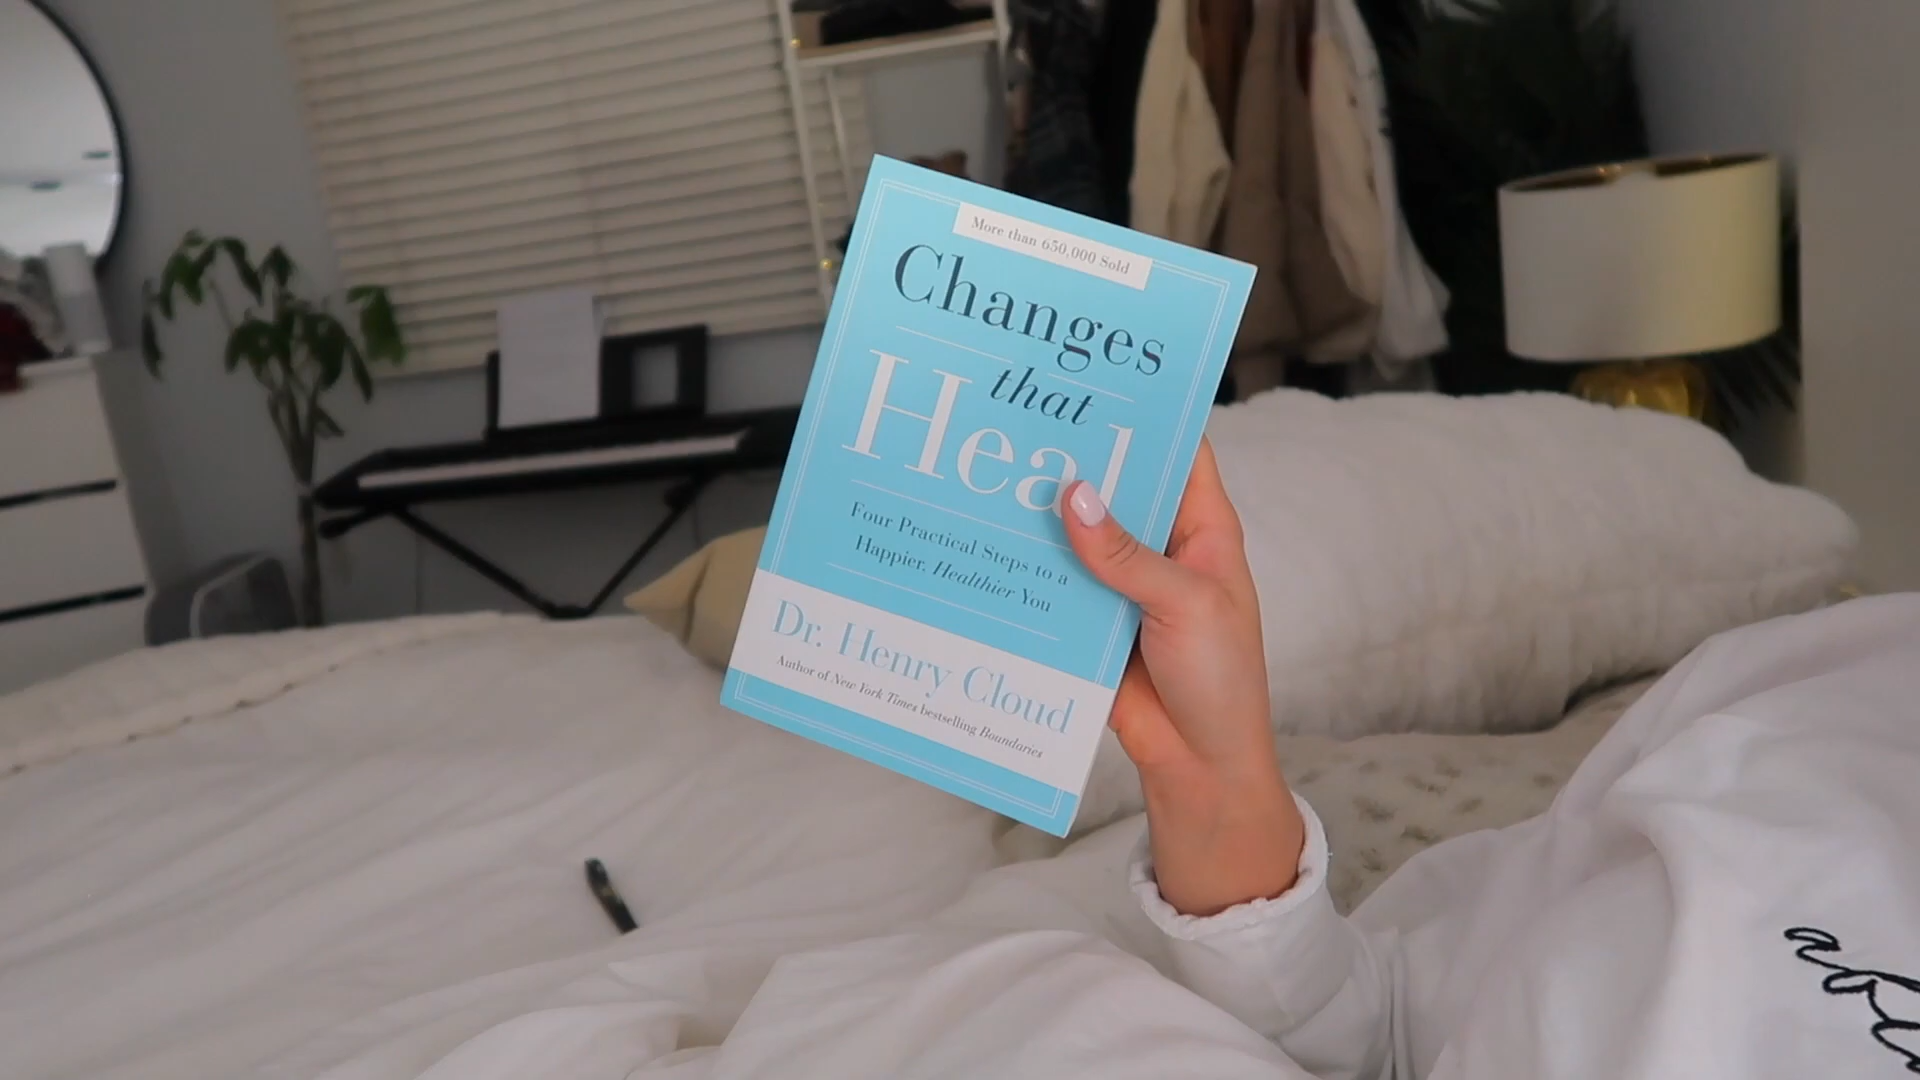 More than 650,000 Sold
Changes
that
Heal
Four Practical Steps to a
Happier, Healthier You
Dr. Henry Cloud
Author of New York Times bestselling Boundaries